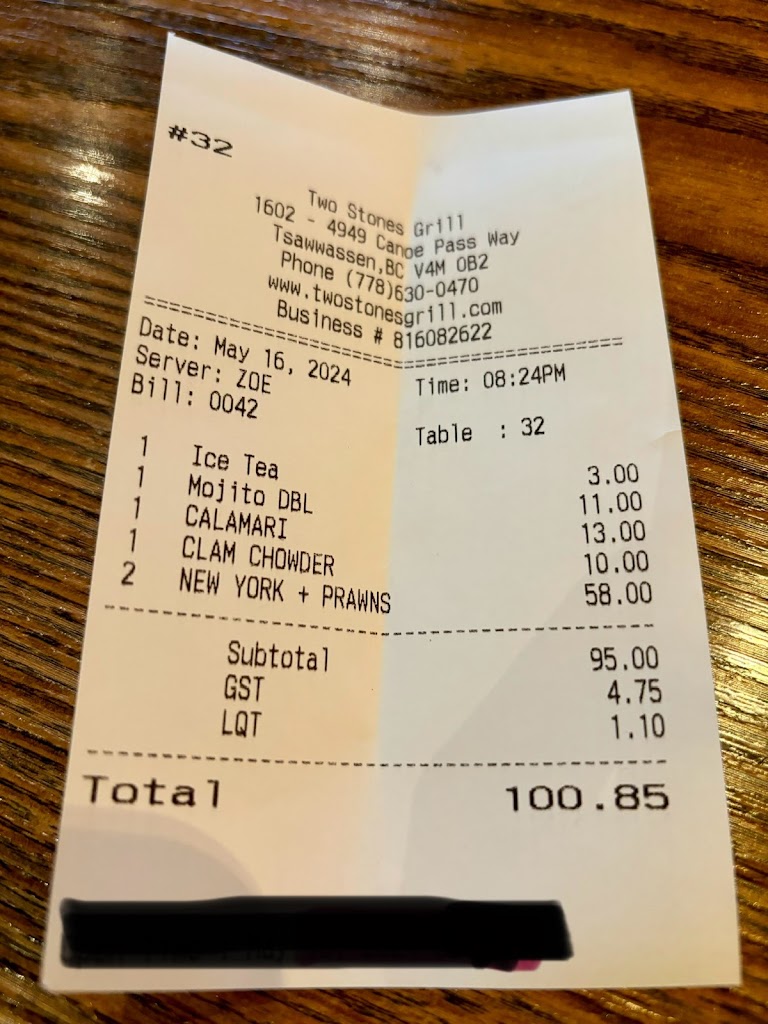 #32
Two Stones Grill
1602 - 4949 Canoe Pass Way
Tsawwassen,BC V4M 0B2
Phone (778)630-0470
www.twostonesgrill.com
Business # 816082622
==================================================
Date: May 16, 2024 Time: 08:24PM
Server: ZOE
Bill: 0042 Table : 32
1 Ice Tea 3.00
1 Mojito DBL 11.00
1 CALAMARI 13.00
1 CLAM CHOWDER 10.00
2 NEW YORK + PRAWNS 58.00
--------------------------------------------------
Subtotal 95.00
GST 4.75
LQT 1.10
--------------------------------------------------
Total 100.85